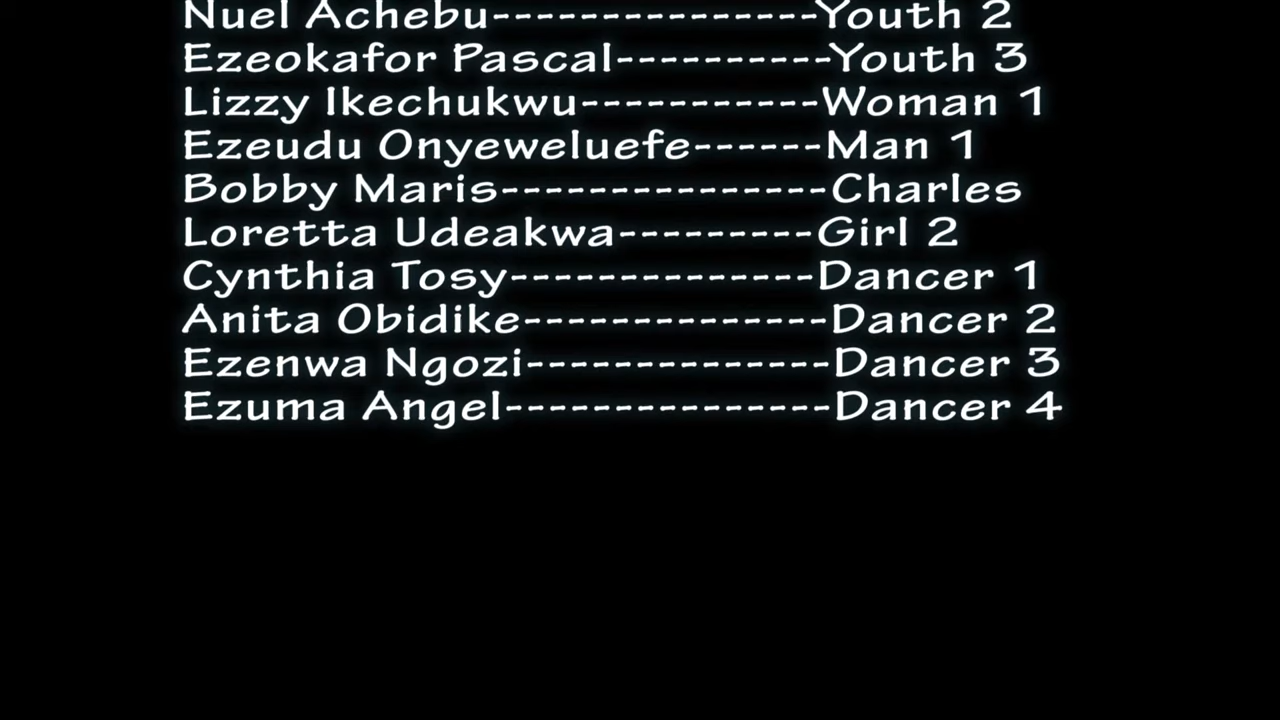 Nuel Achebu---------------Youth 2
Ezeokafor Pascal----------Youth 3
Lizzy Ikechukwu-----------Woman 1
Ezeudu Onyeweluefe------Man 1
Bobby Maris---------------Charles
Loretta Udeakwa---------Girl 2
Cynthia Tosy--------------Dancer 1
Anita Obidike--------------Dancer 2
Ezenwa Ngozi--------------Dancer 3
Ezuma Angel---------------Dancer 4